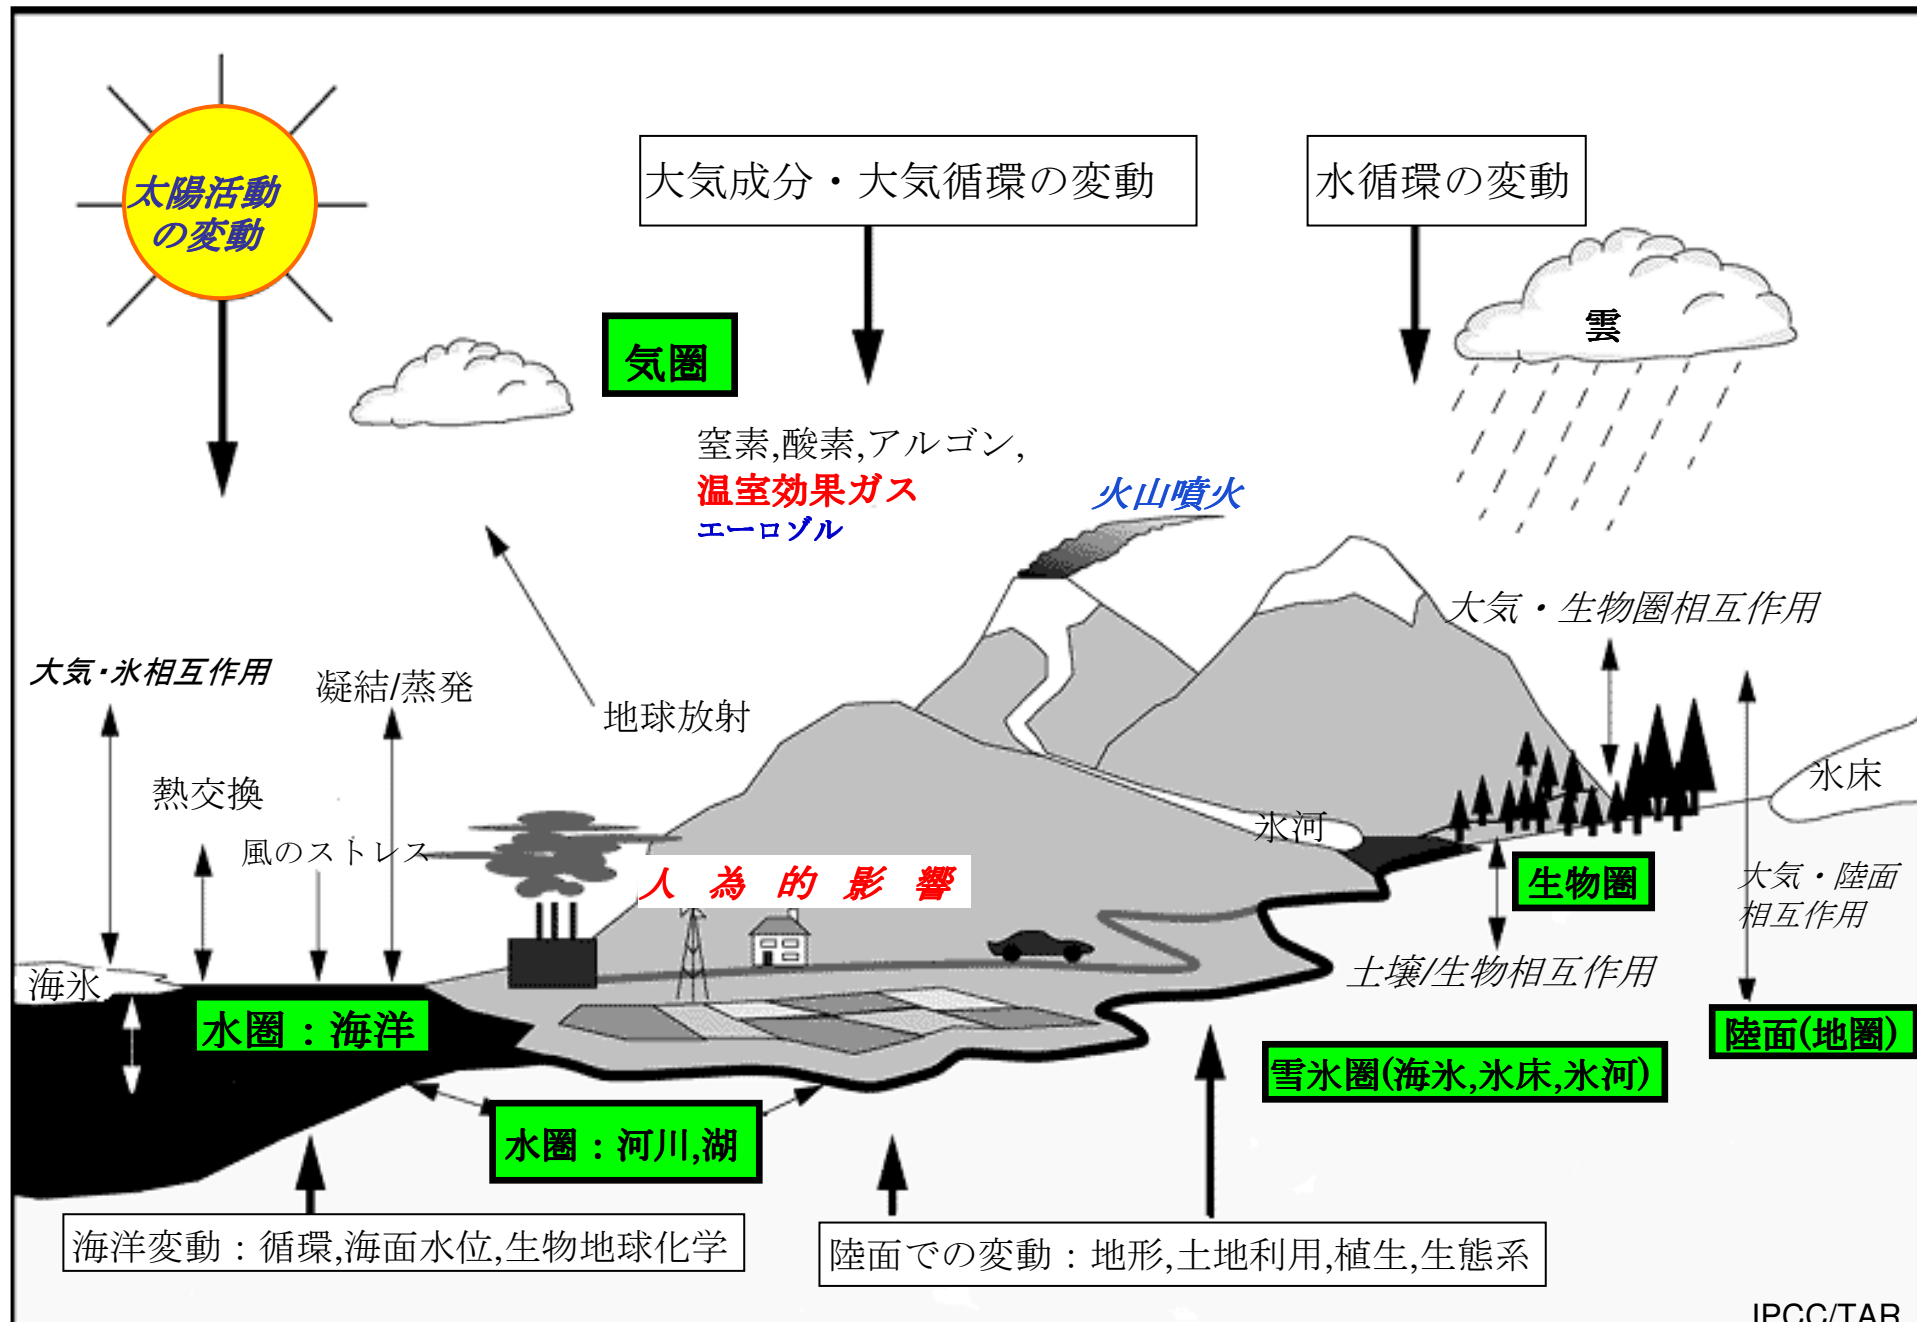 太陽活動
の変動
大気成分・大気循環の変動
水循環の変動
雲
気圏
窒素,酸素,アルゴン,
温室効果ガス
エーロゾル
火山噴火
大気・生物圏相互作用
大気・氷相互作用
凝結/蒸発
地球放射
熱交換
風のストレス
氷床
氷河
人為的影響
生物圏
大気・陸面
相互作用
海氷
土壌/生物相互作用
水圏：海洋
陸面(地圏)
雪氷圏(海氷,氷床,氷河)
水圏：河川,湖
海洋変動：循環,海面水位,生物地球化学
陸面での変動：地形,土地利用,植生,生態系
IPCC/TAR